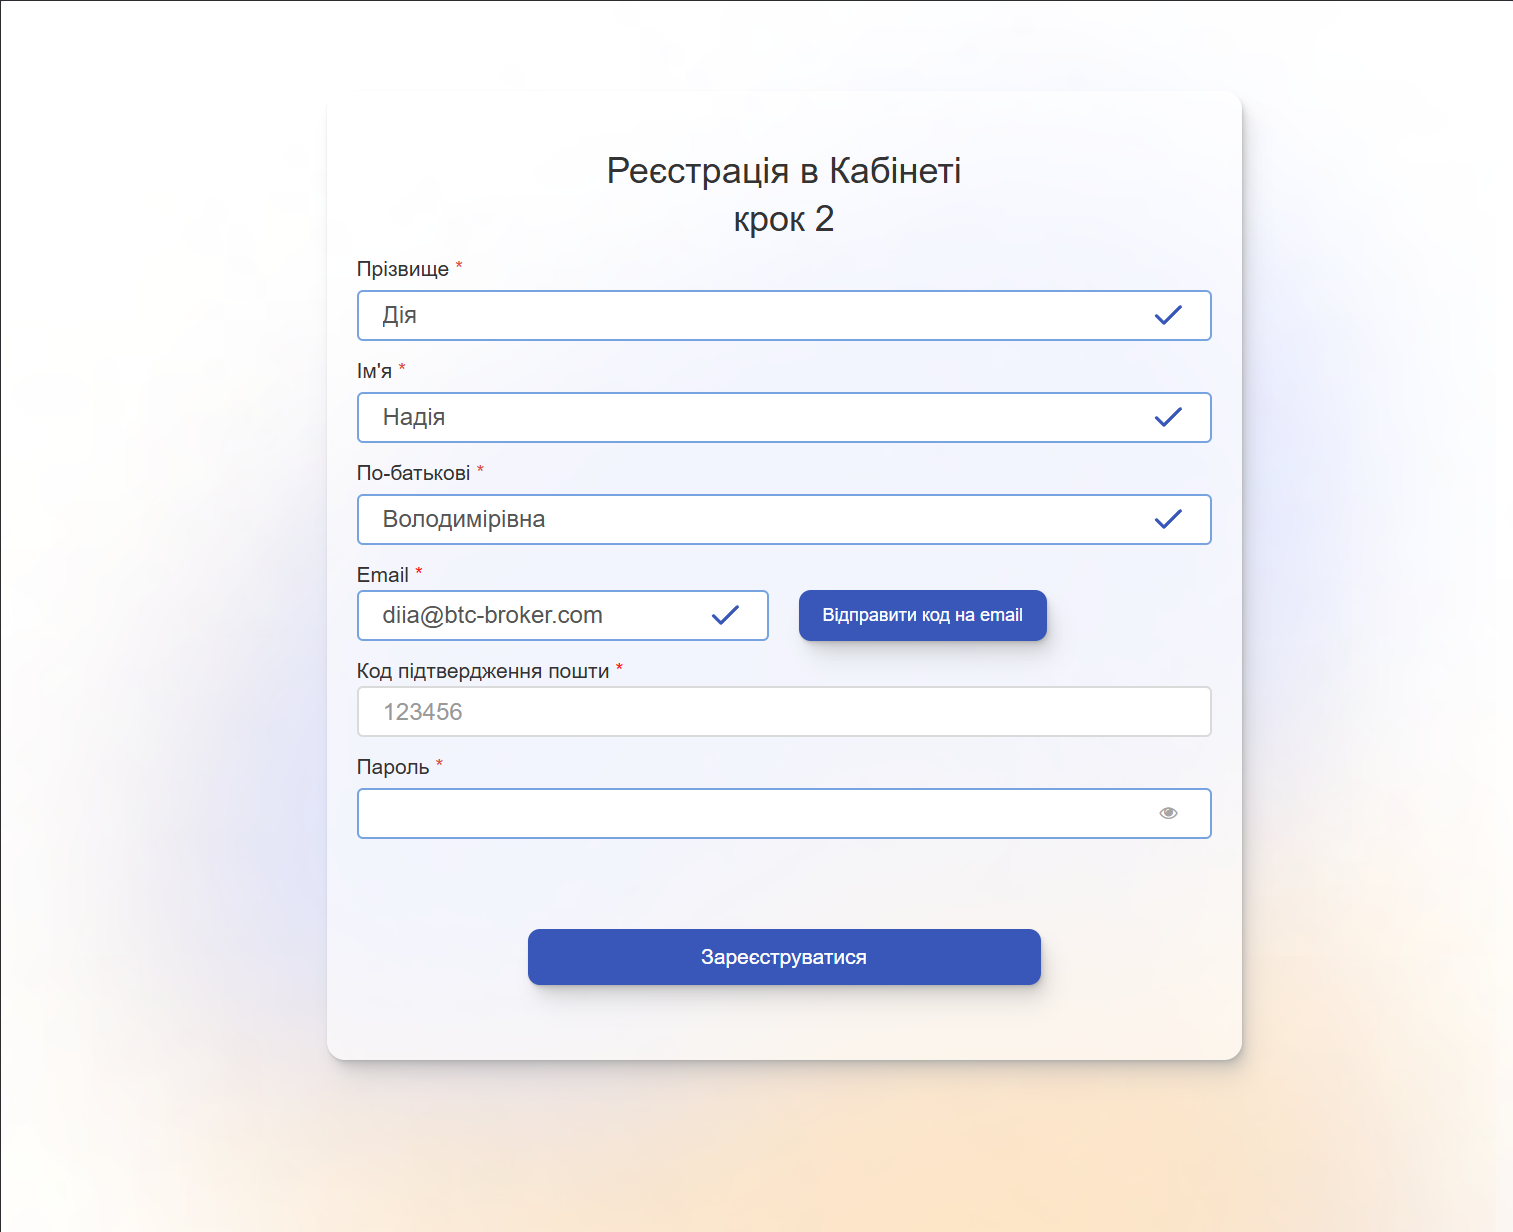 Реєстрація в Кабінеті
крок 2
Прізвище *
Дія
Ім'я *
Надія
По-батькові *
Володимирівна
Email *
diia@btc-broker.com
Відправити код на email
Код підтвердження пошти *
123456
Пароль *
Зареєструватися